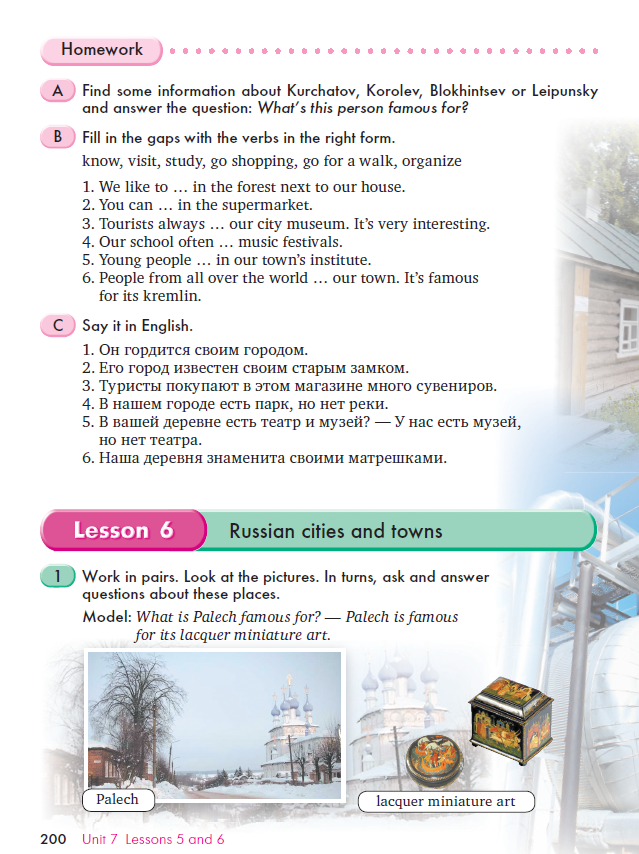 Homework
A Find some information about Kurchatov, Korolev, Blokhintsev or Leipunsky
and answer the question: What's this person famous for?
B Fill in the gaps with the verbs in the right form.
know, visit, study, go shopping, go for a walk, organize
1. We like to … in the forest next to our house.
2. You can … in the supermarket.
3. Tourists always … our city museum. It's very interesting.
4. Our school often … music festivals.
5. Young people … in our town's institute.
6. People from all over the world … our town. It's famous
for its kremlin.
C Say it in English.
1. Он гордится своим городом.
2. Его город известен своим старым замком.
3. Туристы покупают в этом магазине много сувениров.
4. В нашем городе есть парк, но нет реки.
5. В вашей деревне есть театр и музей? — У нас есть музей,
но нет театра.
6. Наша деревня знаменита своими матрешками.
Lesson 6 Russian cities and towns
1 Work in pairs. Look at the pictures. In turns, ask and answer
questions about these places.
Model: What is Palech famous for? — Palech is famous
for its lacquer miniature art.
Palech
lacquer miniature art
200 Unit 7 Lessons 5 and 6